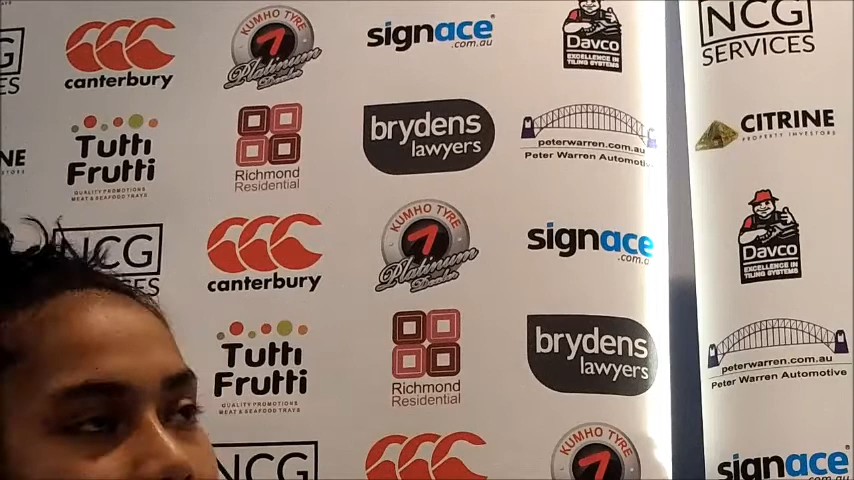 NCG
KUMHO TYRE
signace
Davco
NCG
canterbury
Platinum
Dealer
.com.au
EXCELLENCE IN
TILING SYSTEMS
SERVICES
Tutti
Frutti
QUALITY PROMOTIONS
MEAT & SEAFOOD TRAYS
Richmond
Residential
brydens
lawyers
peterwarren.com.au
Peter Warren Automotive
CITRINE
PROPERTY INVESTORS
NE
NCG
canterbury
KUMHO TYRE
Platinum
Dealer
signace
.com.a
Davco
EXCELLENCE IN
TILING SYSTEMS
Tutti
Frutti
QUALITY PROMOTIONS
MEAT & SEAFOOD TRAYS
Richmond
Residential
brydens
lawyers
peterwarren.com.au
Peter Warren Automotive
NCG
KUMHO TYRE
signace
.com.au